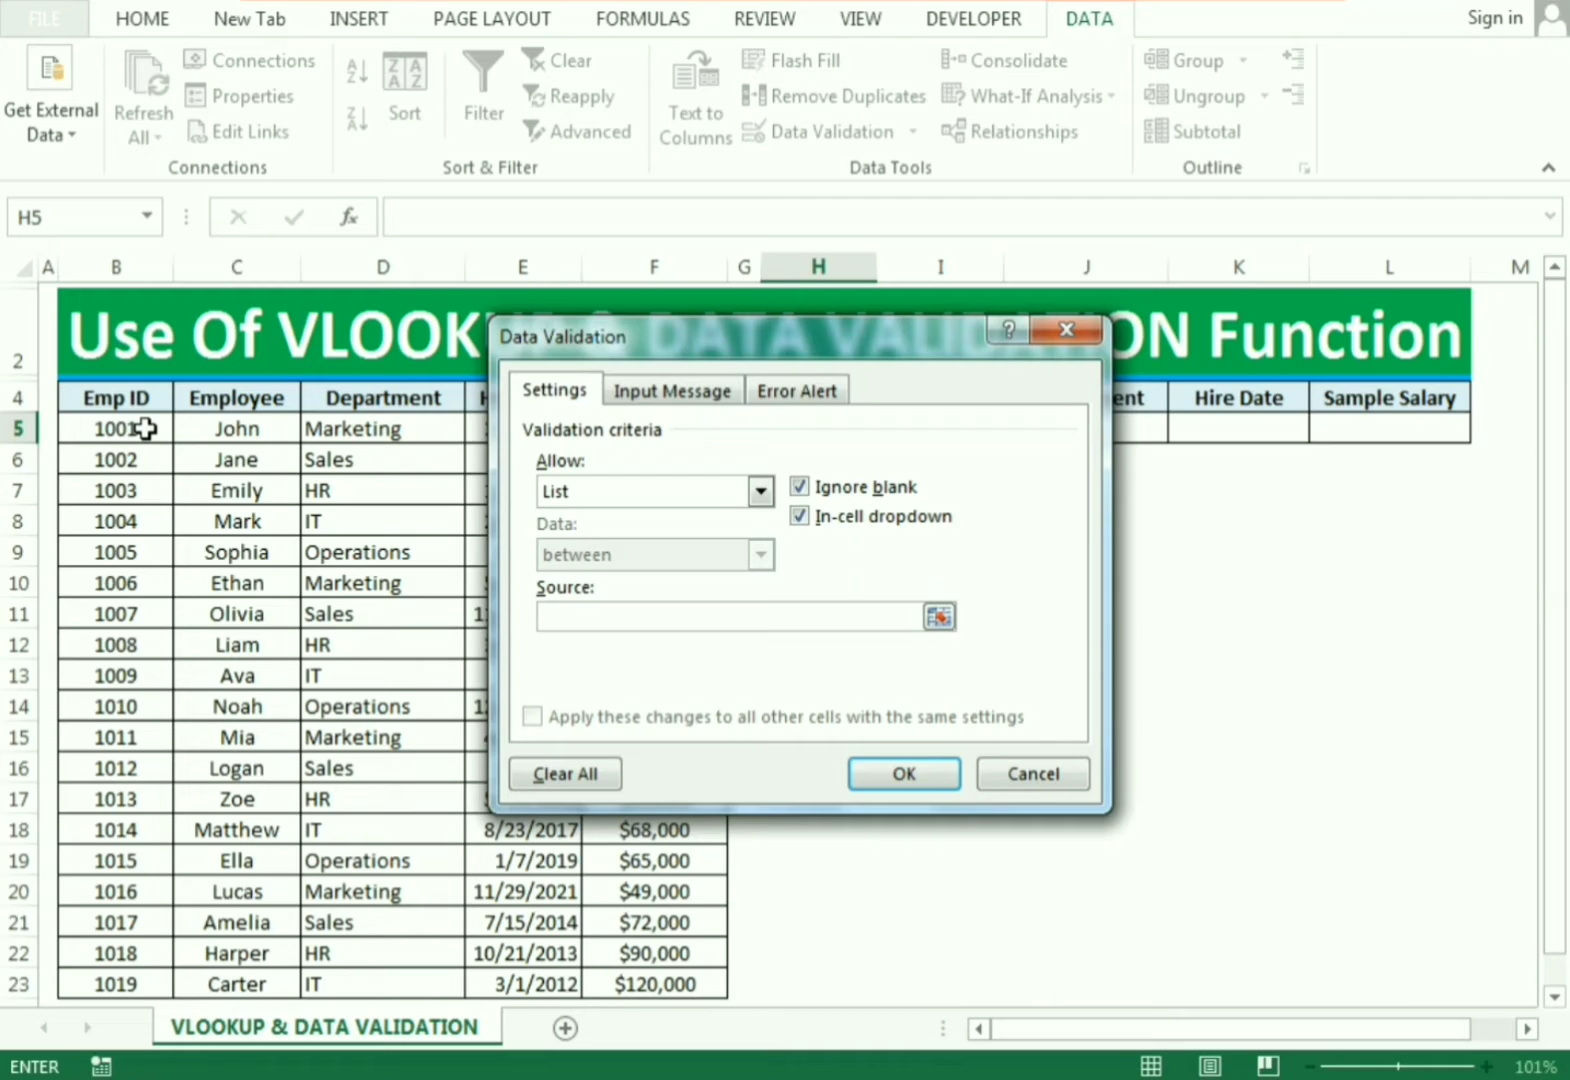 FILE HOME New Tab INSERT PAGE LAYOUT FORMULAS REVIEW VIEW DEVELOPER DATA Sign in
Get External Data
Refresh All
Connections
Properties
Edit Links
Connections
Sort
Filter
Clear
Reapply
Advanced
Sort & Filter
Text to Columns
Flash Fill
Remove Duplicates
Data Validation
Consolidate
What-If Analysis
Relationships
Data Tools
Group
Ungroup
Subtotal
Outline
H5
fx
A B C D E F G H I J K L M
2 Use Of VLOOK ON Function
4 Emp ID Employee Department Hire Date Sample Salary
5 1001 John Marketing
6 1002 Jane Sales
7 1003 Emily HR
8 1004 Mark IT
9 1005 Sophia Operations
10 1006 Ethan Marketing
11 1007 Olivia Sales
12 1008 Liam HR
13 1009 Ava IT
14 1010 Noah Operations
15 1011 Mia Marketing
16 1012 Logan Sales
17 1013 Zoe HR
18 1014 Matthew IT 8/23/2017 $68,000
19 1015 Ella Operations 1/7/2019 $65,000
20 1016 Lucas Marketing 11/29/2021 $49,000
21 1017 Amelia Sales 7/15/2014 $72,000
22 1018 Harper HR 10/21/2013 $90,000
23 1019 Carter IT 3/1/2012 $120,000
Data Validation
Settings Input Message Error Alert
Validation criteria
Allow:
List
Ignore blank
In-cell dropdown
Data:
between
Source:
Apply these changes to all other cells with the same settings
Clear All OK Cancel
VLOOKUP & DATA VALIDATION
ENTER 101%